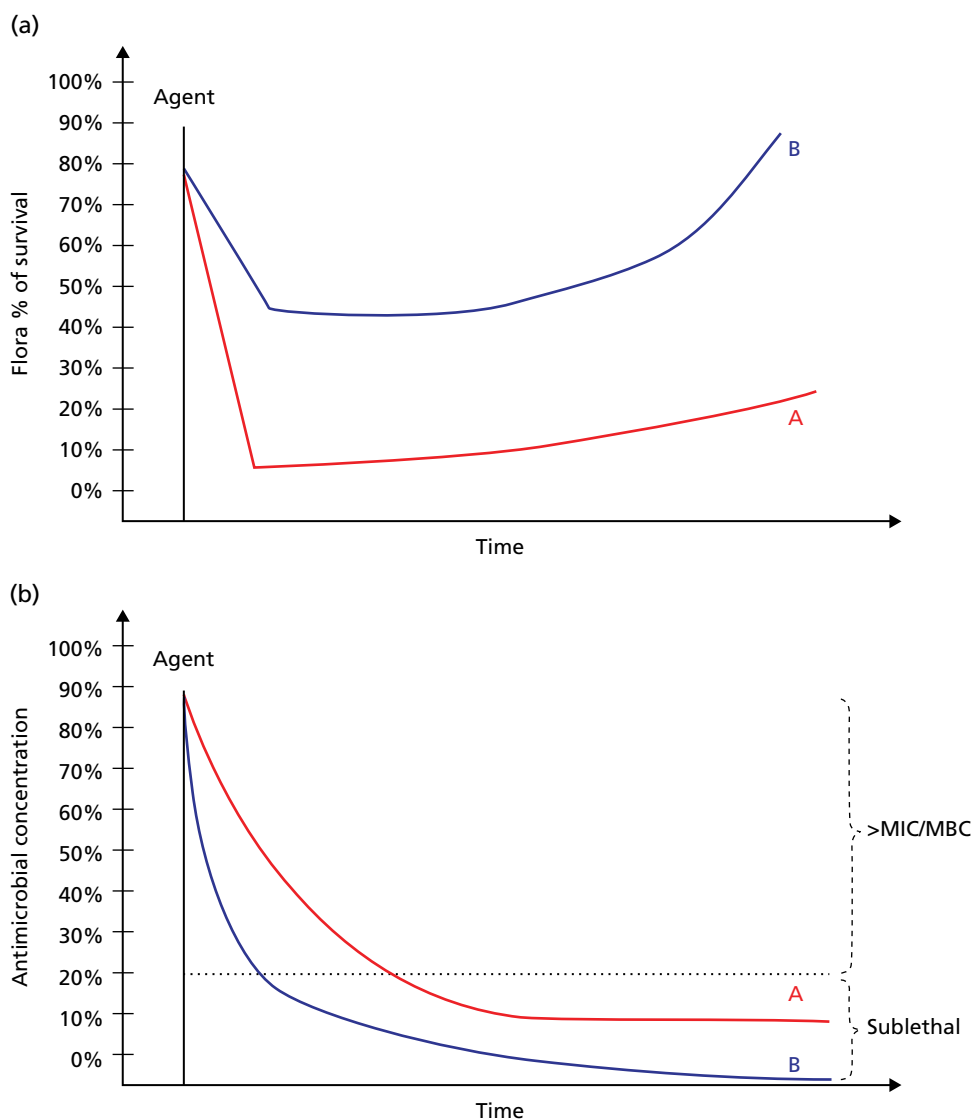 (a)
Flora % of survival
100%
90%
80%
70%
60%
50%
40%
30%
20%
10%
0%
Agent
B
A
Time
(b)
Antimicrobial concentration
100%
90%
80%
70%
60%
50%
40%
30%
20%
10%
0%
Agent
>MIC/MBC
A
Sublethal
B
Time